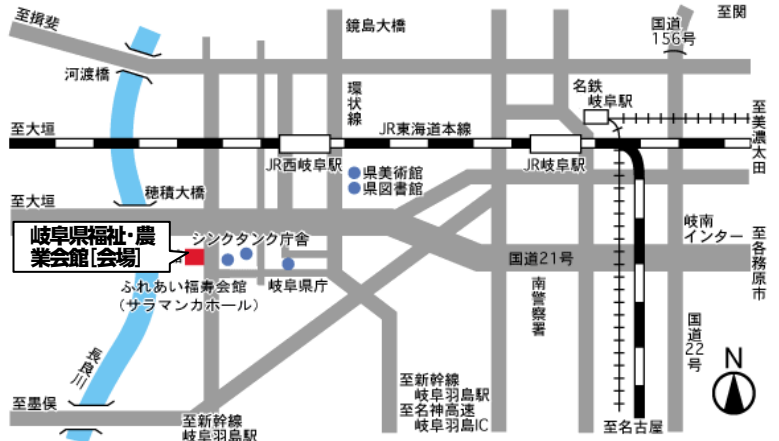 至揖斐
鏡島大橋
国道
156号
至関
河渡橋
環状線
名鉄
岐阜駅
至大垣
JR東海道本線
至美濃太田
JR西岐阜駅
JR岐阜駅
県美術館
県図書館
至大垣
穂積大橋
岐阜県福祉・農
業会館[会場]
シンクタンク庁舎
岐南
インター
国道21号
至各務原市
ふれあい福寿会館
（サラマンカホール）
岐阜県庁
南警察署
国道22号
長良川
N
至墨俣
至新幹線
岐阜羽島駅
至新幹線
岐阜羽島駅
至名神高速
岐阜羽島IC
至名古屋